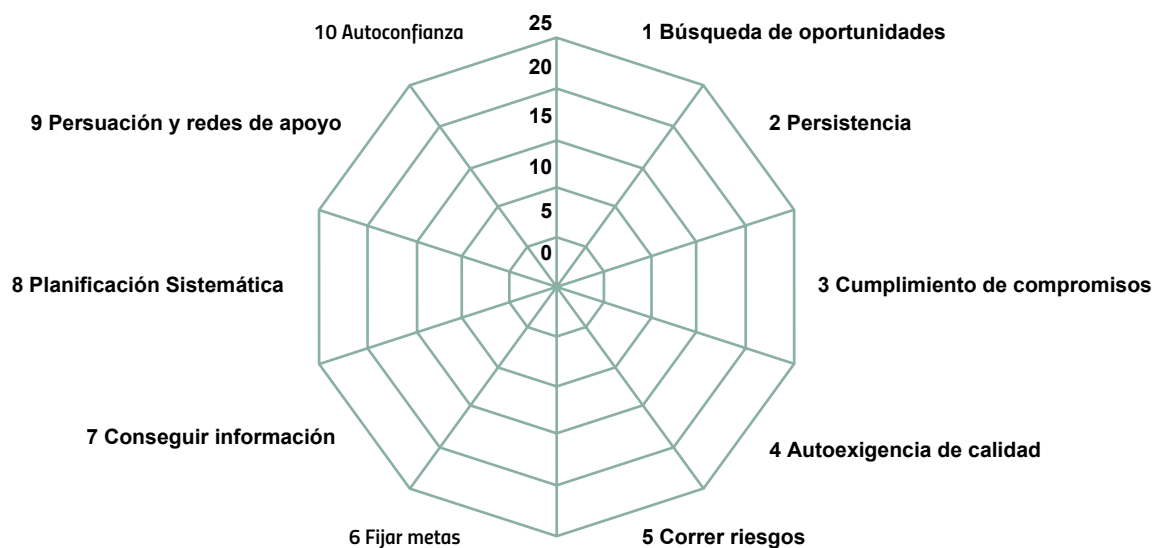 25
10 Autoconfianza
1 Búsqueda de oportunidades
20
9 Persuación y redes de apoyo
15
2 Persistencia
10
5
0
8 Planificación Sistemática
3 Cumplimiento de compromisos
7 Conseguir información
4 Autoexigencia de calidad
6 Fijar metas
5 Correr riesgos